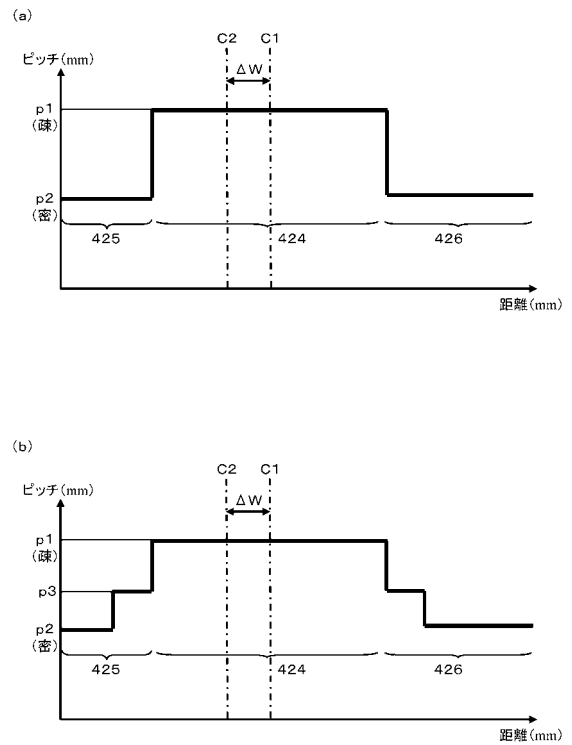 (a)
C2 C1
ピッチ(mm)
ΔW
p1
(疎)
p2
(密)
425 424 426
距離(mm)
(b)
C2 C1
ピッチ(mm)
ΔW
p1
(疎)
p3
p2
(密)
425 424 426
距離(mm)